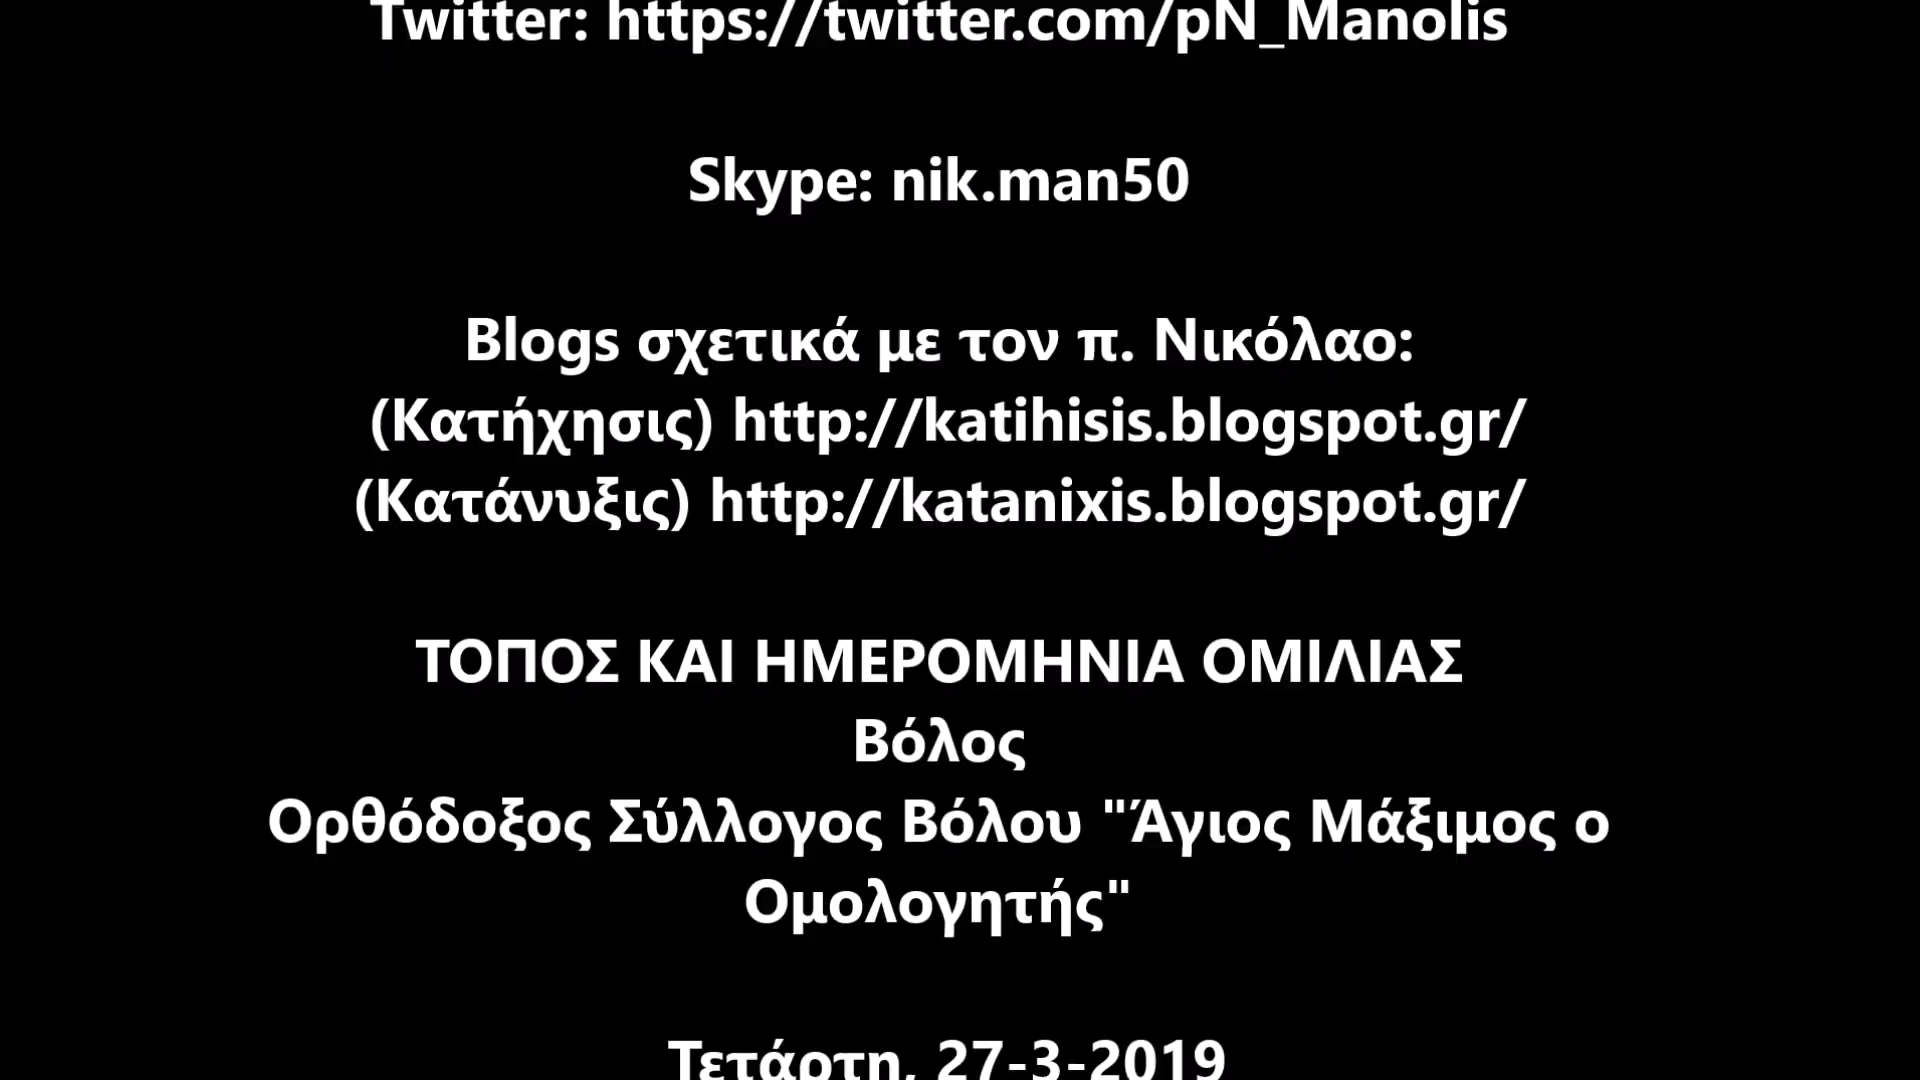 Twitter: https://twitter.com/pN_Manolis
Skype: nik.man50
Blogs σχετικά με τον π. Νικόλαο:
(Κατήχησις) http://katihisis.blogspot.gr/
(Κατάνυξις) http://katanixis.blogspot.gr/
ΤΟΠΟΣ ΚΑΙ ΗΜΕΡΟΜΗΝΙΑ ΟΜΙΛΙΑΣ
Βόλος
Ορθόδοξος Σύλλογος Βόλου "Άγιος Μάξιμος ο
Ομολογητής"
Τετάρτη, 27-3-2019